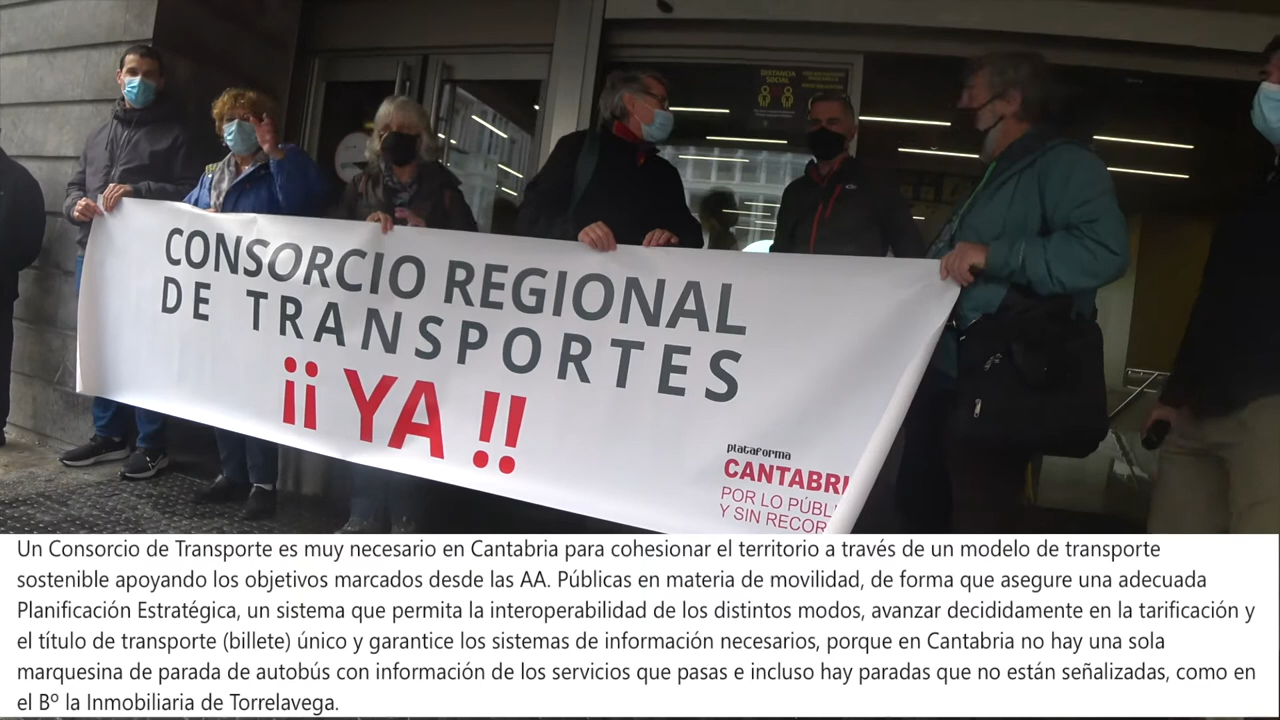 DISTANCIA
SOCIAL
CONSORCIO REGIONAL
DE TRANSPORTES
¡¡ YA !!
plataforma
CANTABRI
POR LO PÚBL
Y SIN RECOR
Un Consorcio de Transporte es muy necesario en Cantabria para cohesionar el territorio a través de un modelo de transporte
sostenible apoyando los objetivos marcados desde las AA. Públicas en materia de movilidad, de forma que asegure una adecuada
Planificación Estratégica, un sistema que permita la interoperabilidad de los distintos modos, avanzar decididamente en la tarificación y
el título de transporte (billete) único y garantice los sistemas de información necesarios, porque en Cantabria no hay una sola
marquesina de parada de autobús con información de los servicios que pasas e incluso hay paradas que no están señalizadas, como en
el Bº la Inmobiliaria de Torrelavega.